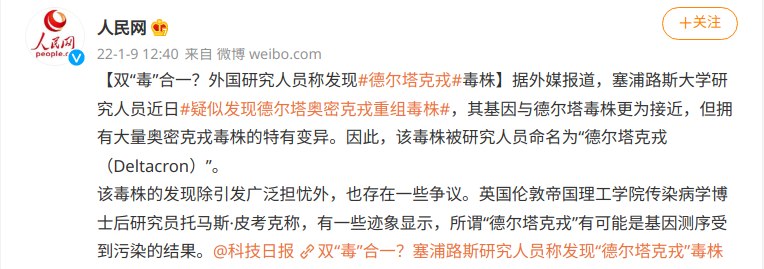 人民网
people.cn
人民网
+关注
22-1-9 12:40 来自 微博 weibo.com
【双“毒”合一？外国研究人员称发现#德尔塔克戎#毒株】据外媒报道，塞浦路斯大学研
究人员近日#疑似发现德尔塔奥密克戎重组毒株#，其基因与德尔塔毒株更为接近，但拥
有大量奥密克戎毒株的特有变异。因此，该毒株被研究人员命名为“德尔塔克戎
（Deltacron）”。
该毒株的发现除引发广泛担忧外，也存在一些争议。英国伦敦帝国理工学院传染病学博
士后研究员托马斯·皮考克称，有一些迹象显示，所谓“德尔塔克戎”有可能是基因测序受
到污染的结果。@科技日报 双“毒”合一？塞浦路斯研究人员称发现“德尔塔克戎”毒株